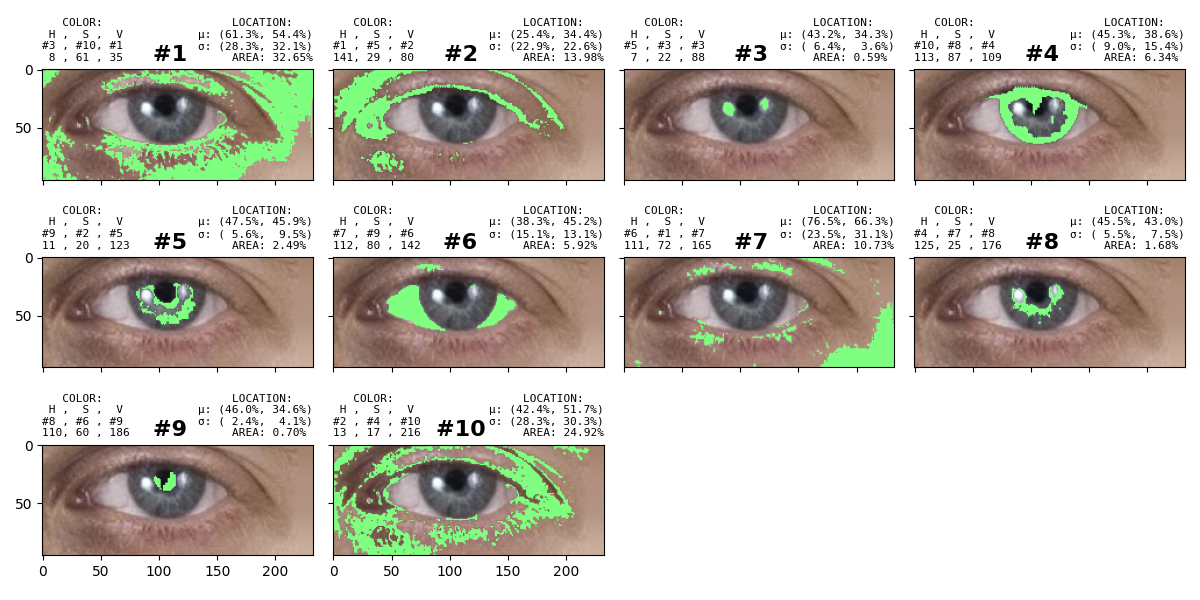 COLOR: LOCATION:
H , S , V μ: (61.3%, 54.4%)
#3 , #10, #1 #1 σ: (28.3%, 32.1%)
8 , 61 , 35 AREA: 32.65%
COLOR: LOCATION:
H , S , V μ: (25.4%, 34.4%)
#1 , #5 , #2 #2 σ: (22.9%, 22.6%)
141, 29 , 80 AREA: 13.98%
COLOR: LOCATION:
H , S , V μ: (43.2%, 34.3%)
#5 , #3 , #3 #3 σ: ( 6.4%, 3.6%)
7 , 22 , 88 AREA: 0.59%
COLOR: LOCATION:
H , S , V μ: (45.3%, 38.6%)
#10, #8 , #4 #4 σ: ( 9.0%, 15.4%)
113, 87 , 109 AREA: 6.34%
0
50
COLOR: LOCATION:
H , S , V μ: (47.5%, 45.9%)
#9 , #2 , #5 #5 σ: ( 5.6%, 9.5%)
11 , 20 , 123 AREA: 2.49%
COLOR: LOCATION:
H , S , V μ: (38.3%, 45.2%)
#7 , #9 , #6 #6 σ: (15.1%, 13.1%)
112, 80 , 142 AREA: 5.92%
COLOR: LOCATION:
H , S , V μ: (76.5%, 66.3%)
#6 , #1 , #7 #7 σ: (23.5%, 31.1%)
111, 72 , 165 AREA: 10.73%
COLOR: LOCATION:
H , S , V μ: (45.5%, 43.0%)
#4 , #7 , #8 #8 σ: ( 5.5%, 7.5%)
125, 25 , 176 AREA: 1.68%
0
50
COLOR: LOCATION:
H , S , V μ: (46.0%, 34.6%)
#8 , #6 , #9 #9 σ: ( 2.4%, 4.1%)
110, 60 , 186 AREA: 0.70%
COLOR: LOCATION:
H , S , V μ: (42.4%, 51.7%)
#2 , #4 , #10 #10 σ: (28.3%, 30.3%)
13 , 17 , 216 AREA: 24.92%
0
50
0 50 100 150 200
0 50 100 150 200